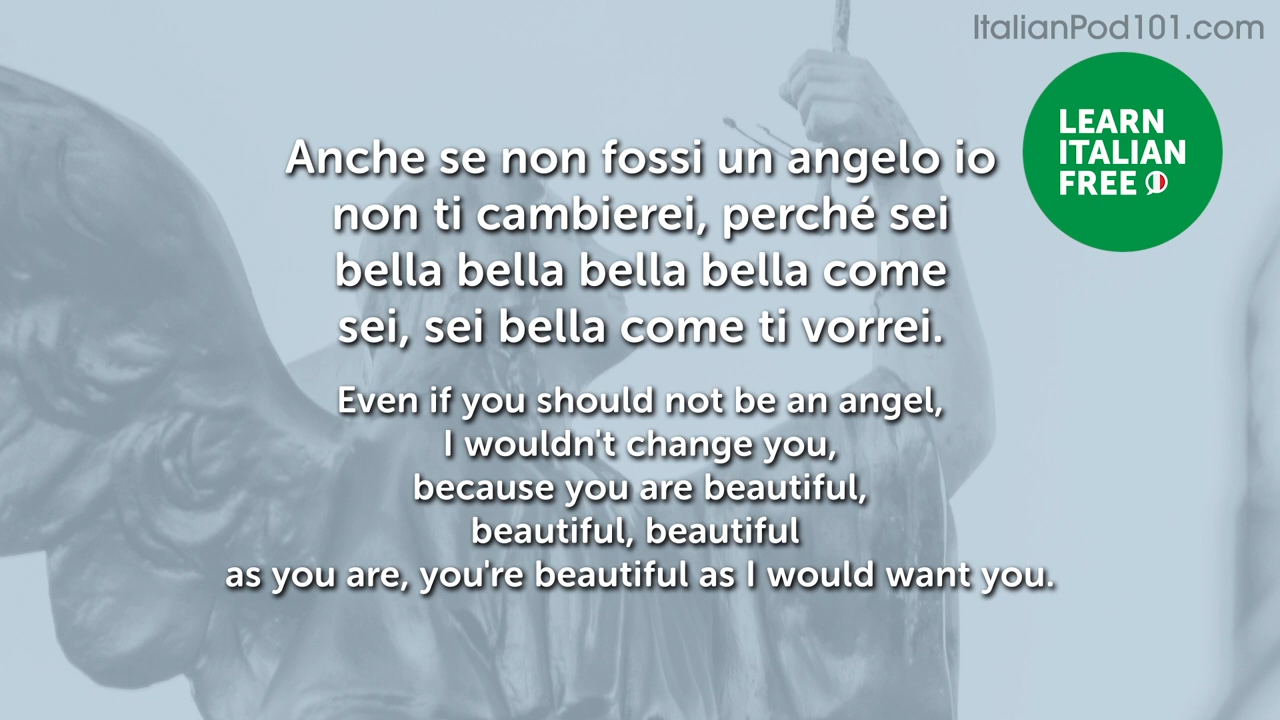 ItalianPod101.com
LEARN
ITALIAN
FREE
Anche se non fossi un angelo io
non ti cambierei, perché sei
bella bella bella bella come
sei, sei bella come ti vorrei.
Even if you should not be an angel,
I wouldn't change you,
because you are beautiful,
beautiful, beautiful
as you are, you're beautiful as I would want you.